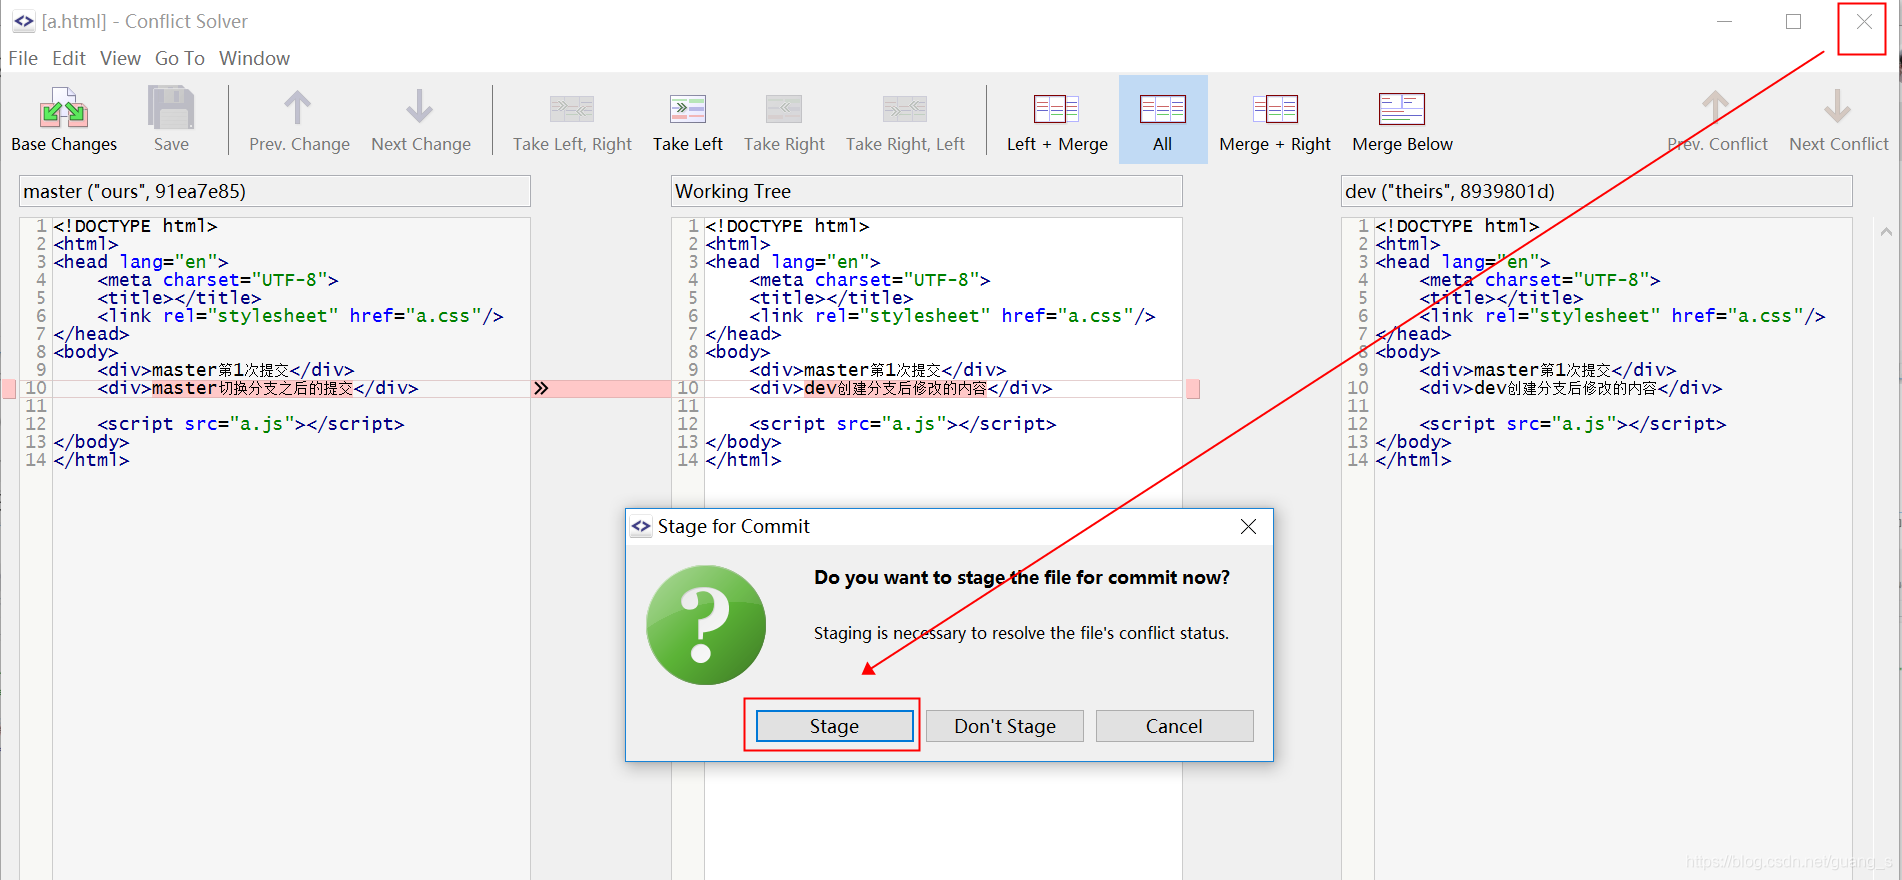 [a.html] - Conflict Solver
File Edit View Go To Window
Base Changes Save Prev. Change Next Change Take Left, Right Take Left Take Right Take Right, Left Left + Merge All Merge + Right Merge Below Prev. Conflict Next Conflict
master ("ours", 91ea7e85)
1 <!DOCTYPE html>
2 <html>
3 <head lang="en">
4 <meta charset="UTF-8">
5 <title></title>
6 <link rel="stylesheet" href="a.css"/>
7 </head>
8 <body>
9 <div>master第1次提交</div>
10 <div>master切换分支之后的提交</div>
11
12 <script src="a.js"></script>
13 </body>
14 </html>
Working Tree
1 <!DOCTYPE html>
2 <html>
3 <head lang="en">
4 <meta charset="UTF-8">
5 <title></title>
6 <link rel="stylesheet" href="a.css"/>
7 </head>
8 <body>
9 <div>master第1次提交</div>
10 <div>dev创建分支后修改的内容</div>
11
12 <script src="a.js"></script>
13 </body>
14 </html>
dev ("theirs", 8939801d)
1 <!DOCTYPE html>
2 <html>
3 <head lang="en">
4 <meta charset="UTF-8">
5 <title></title>
6 <link rel="stylesheet" href="a.css"/>
7 </head>
8 <body>
9 <div>master第1次提交</div>
10 <div>dev创建分支后修改的内容</div>
11
12 <script src="a.js"></script>
13 </body>
14 </html>
Stage for Commit
Do you want to stage the file for commit now?
Staging is necessary to resolve the file's conflict status.
Stage Don't Stage Cancel
https://blog.csdn.net/guang_s